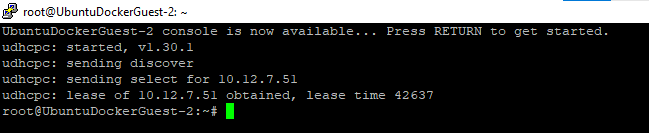 root@UbuntuDockerGuest-2: ~
UbuntuDockerGuest-2 console is now available... Press RETURN to get started.
udhcpc: started, v1.30.1
udhcpc: sending discover
udhcpc: sending select for 10.12.7.51
udhcpc: lease of 10.12.7.51 obtained, lease time 42637
root@UbuntuDockerGuest-2:~#